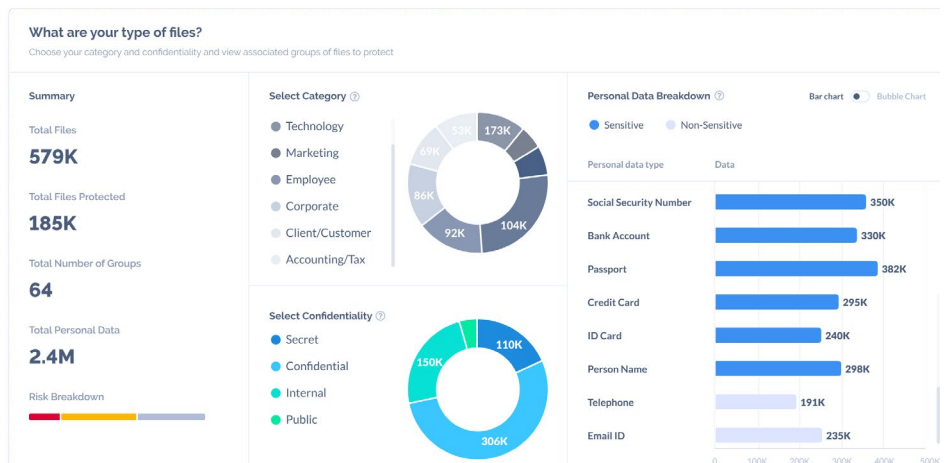 What are your type of files?
Choose your category and confidentiality and view associated groups of files to protect
Summary
Total Files
579K
Total Files Protected
185K
Total Number of Groups
64
Total Personal Data
2.4M
Risk Breakdown
Select Category ?
Technology
Marketing
Employee
Corporate
Client/Customer
Accounting/Tax
53K
173K
69K
86K
92K
104K
Select Confidentiality ?
Secret
Confidential
Internal
Public
110K
150K
306K
Personal Data Breakdown ?
Bar chart Bubble Chart
Sensitive Non-Sensitive
Personal data type Data
Social Security Number 350K
Bank Account 330K
Passport 382K
Credit Card 295K
ID Card 240K
Person Name 298K
Telephone 191K
Email ID 235K
0 100K 200K 300K 400K 500K